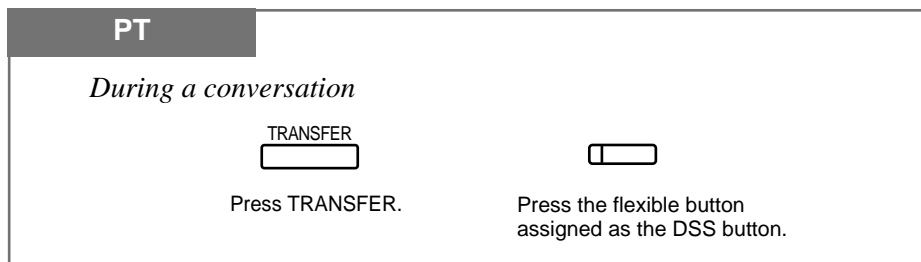 PT
During a conversation
TRANSFER
Press TRANSFER.
Press the flexible button
assigned as the DSS button.